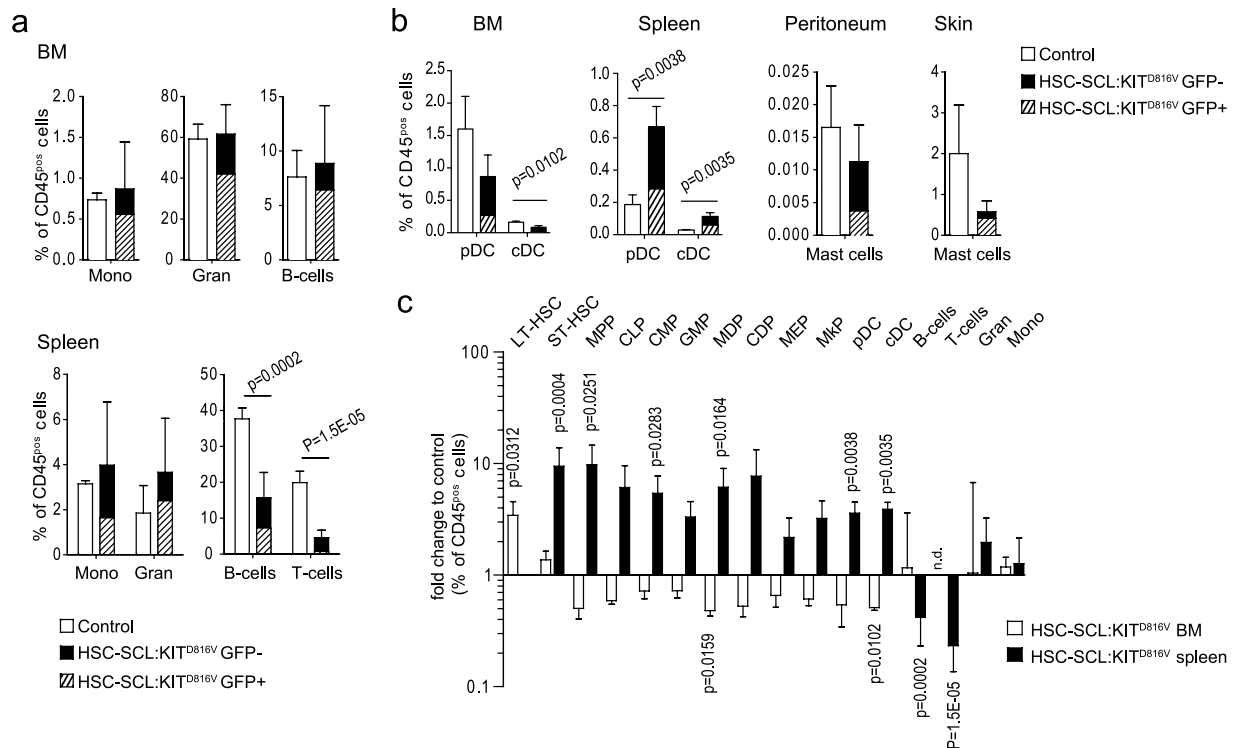 a
BM
% of CD45pos cells
2.0
1.5
1.0
0.5
0.0
Mono
80
60
40
20
0
Gran
15
10
5
0
B-cells
Spleen
% of CD45pos cells
8
6
4
2
0
Mono Gran
50
40
30
20
10
0
p=0.0002
P=1.5E-05
B-cells T-cells
Control
HSC-SCL:KITD816V GFP-
HSC-SCL:KITD816V GFP+
b
BM
% of CD45pos cells
2.5
2.0
1.5
1.0
0.5
0.0
p=0.0102
pDC cDC
Spleen
1.0
0.8
0.6
0.4
0.2
0.0
p=0.0038
p=0.0035
pDC cDC
Peritoneum
0.025
0.020
0.015
0.010
0.005
0.000
Mast cells
Skin
4
3
2
1
0
Mast cells
Control
HSC-SCL:KITD816V GFP-
HSC-SCL:KITD816V GFP+
c
LT-HSC
ST-HSC
MPP
CLP
CMP
GMP
MDP
CDP
MEP
MkP
pDC
cDC
B-cells
T-cells
Gran
Mono
fold change to control
(% of CD45pos cells)
100
10
1
0.1
p=0.0312
p=0.0004
p=0.0251
p=0.0283
p=0.0164
p=0.0038
p=0.0035
n.d.
p=0.0159
p=0.0102
p=0.0002
P=1.5E-05
HSC-SCL:KITD816V BM
HSC-SCL:KITD816V spleen